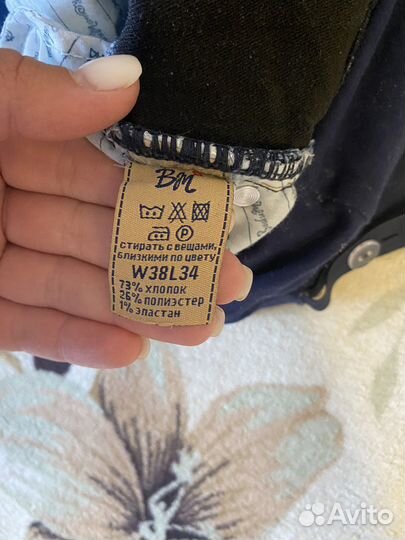 BM
P
СТИРАТЬ С ВЕЩАМИ,
БЛИЗКИМИ ПО ЦВЕТУ
W38L34
73% ХЛОПОК
26% ПОЛИЭСТЕР
1% ЭЛАСТАН
Avito